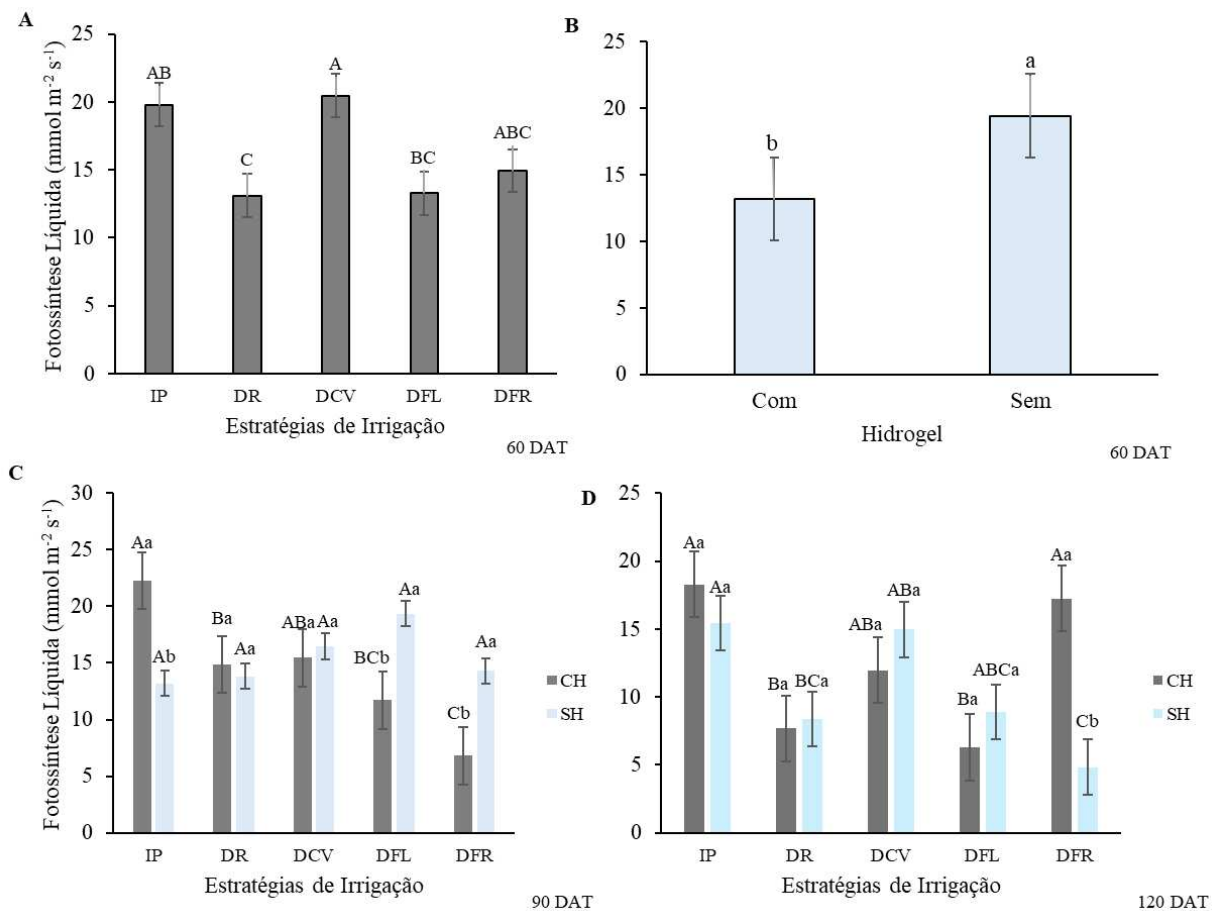 A
Fotossíntese Líquida (mmol m⁻² s⁻¹)
25
20
15
10
5
0
AB
C
A
BC
ABC
IP DR DCV DFL DFR
Estratégias de Irrigação
60 DAT
B
25
20
15
10
5
0
b
a
Com Sem
Hidrogel
60 DAT
C
Fotossíntese Líquida (mmol m⁻² s⁻¹)
30
25
20
15
10
5
0
Aa
Ab
Ba
Aa
ABa
Aa
BCb
Aa
Cb
Aa
CH
SH
IP DR DCV DFL DFR
Estratégias de Irrigação
90 DAT
D
25
20
15
10
5
0
Aa
Aa
Ba
BCa
ABa
ABa
Ba
ABCa
Aa
Cb
CH
SH
IP DR DCV DFL DFR
Estratégias de Irrigação
120 DAT